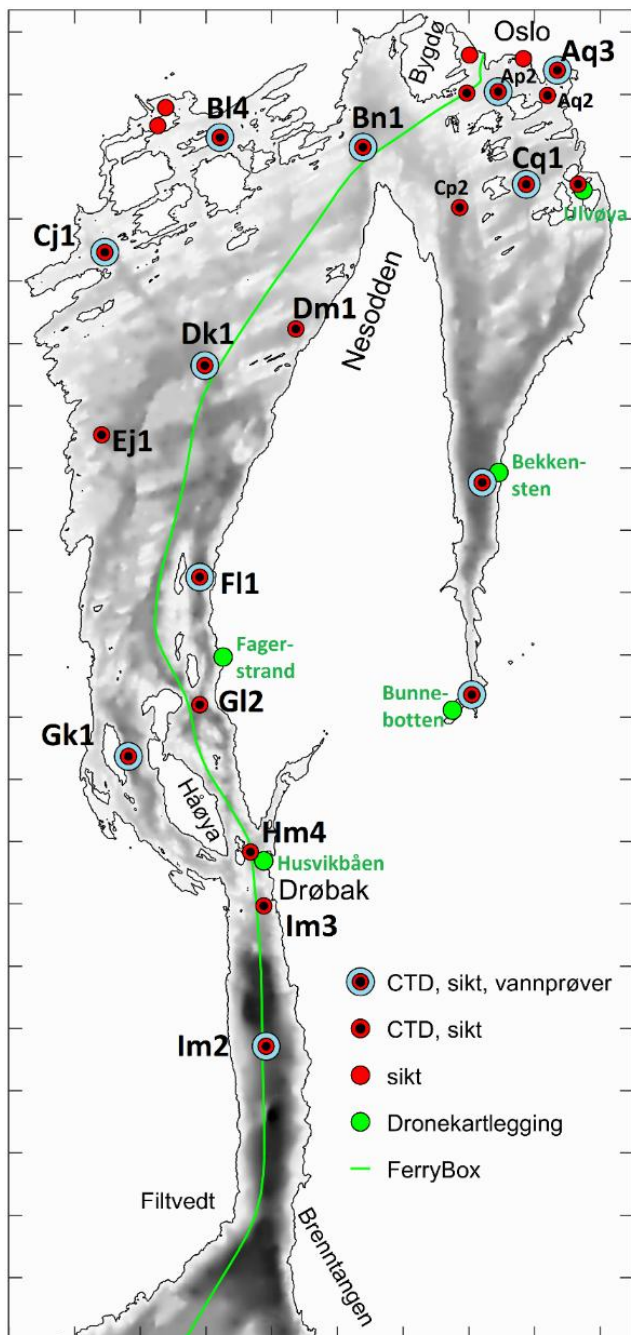 Oslo
Bygdø
Aq3
Ap2
Aq2
Bl4
Bn1
Cq1
Cp2
Ulvøya
Cj1
Dm1
Nesodden
Dk1
Ej1
Bekken-
sten
Fl1
Fager-
strand
Gl2
Bunne-
botten
Gk1
Håøya
Hm4
Husvikbåen
Drøbak
Im3
CTD, sikt, vannprøver
CTD, sikt
Im2
sikt
Dronekartlegging
FerryBox
Filtvedt
Brenntangen